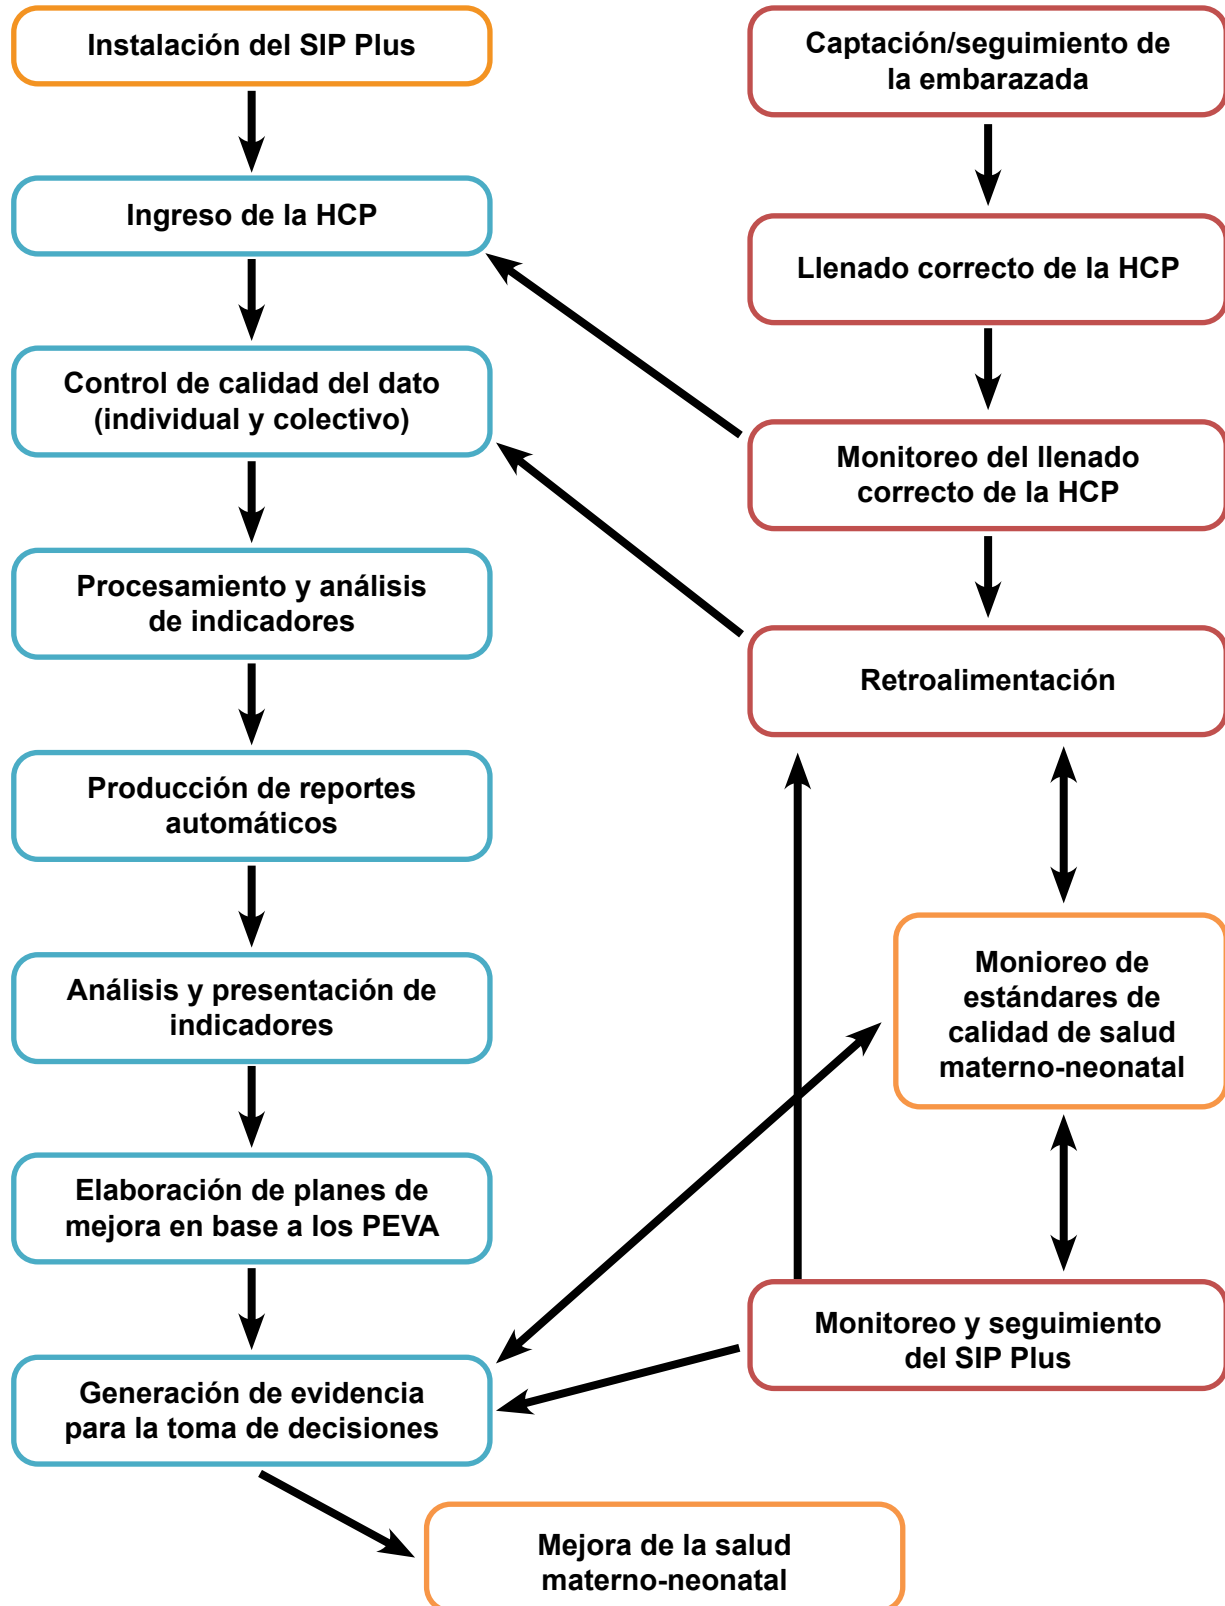 Instalación del SIP Plus
Ingreso de la HCP
Control de calidad del dato
(individual y colectivo)
Procesamiento y análisis
de indicadores
Producción de reportes
automáticos
Análisis y presentación de
indicadores
Elaboración de planes de
mejora en base a los PEVA
Generación de evidencia
para la toma de decisiones
Captación/seguimiento de
la embarazada
Llenado correcto de la HCP
Monitoreo del llenado
correcto de la HCP
Retroalimentación
Monioreo de
estándares de
calidad de salud
materno-neonatal
Monitoreo y seguimiento
del SIP Plus
Mejora de la salud
materno-neonatal